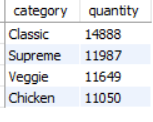 category quantity
Classic 14888
Supreme 11987
Veggie 11649
Chicken 11050